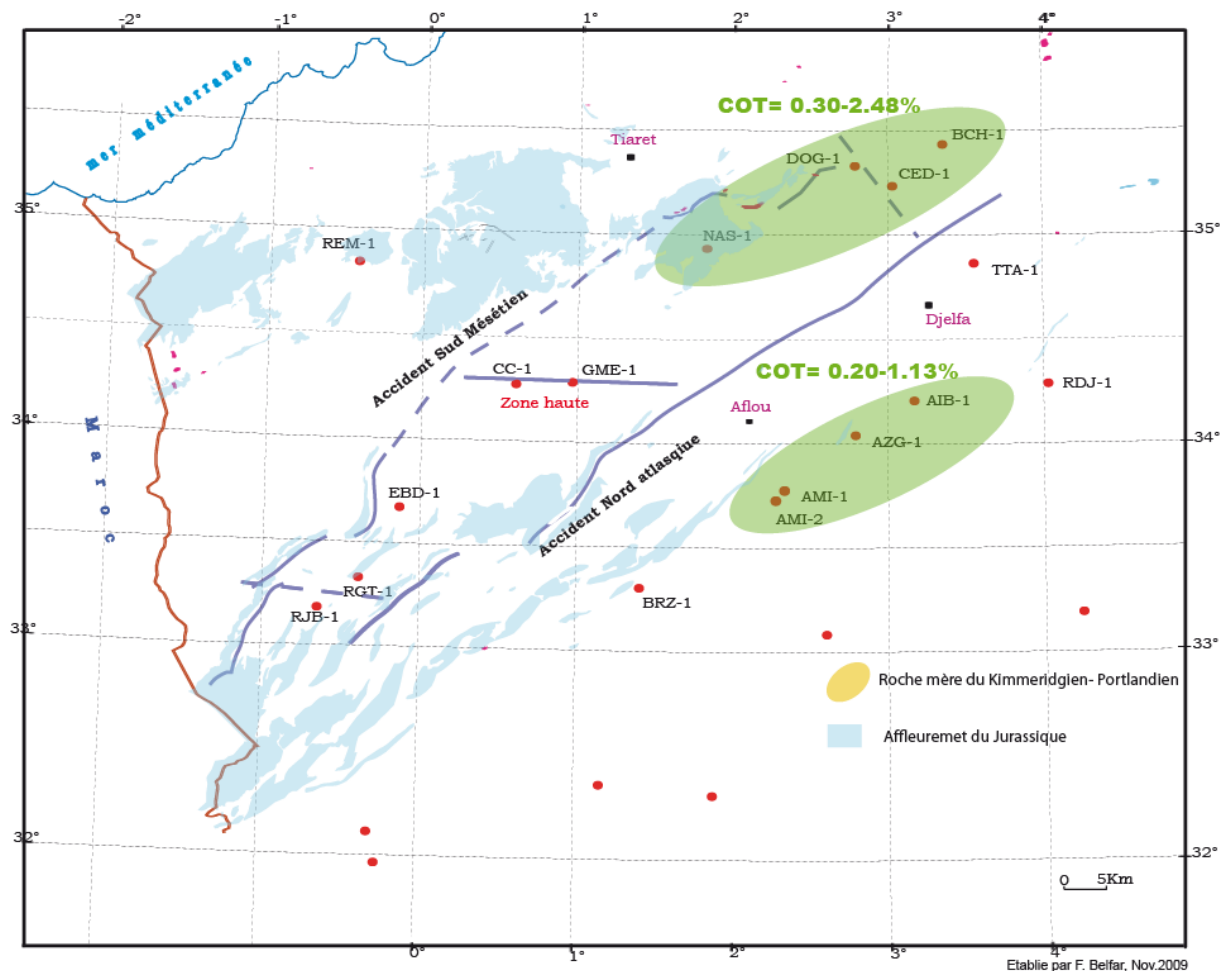 -2°
-1°
0°
1°
2°
3°
4°
mer méditerranée
COT= 0.30-2.48%
Tiaret
BCH-1
DOG-1
CED-1
35°
35°
NAS-1
REM-1
TTA-1
Djelfa
Accident Sud Mésétien
CC-1
GME-1
COT= 0.20-1.13%
RDJ-1
Zone haute
Aflou
AIB-1
34°
34°
Maroc
AZG-1
Accident Nord atlasqiue
EBD-1
AMI-1
AMI-2
RGT-1
BRZ-1
RJB-1
33°
33°
Roche mère du Kimmeridgien- Portlandien
Affleuremet du Jurassique
32°
32°
0 5Km
-2°
-1°
0°
1°
2°
3°
4°
Etablie par F. Belfar, Nov.2009